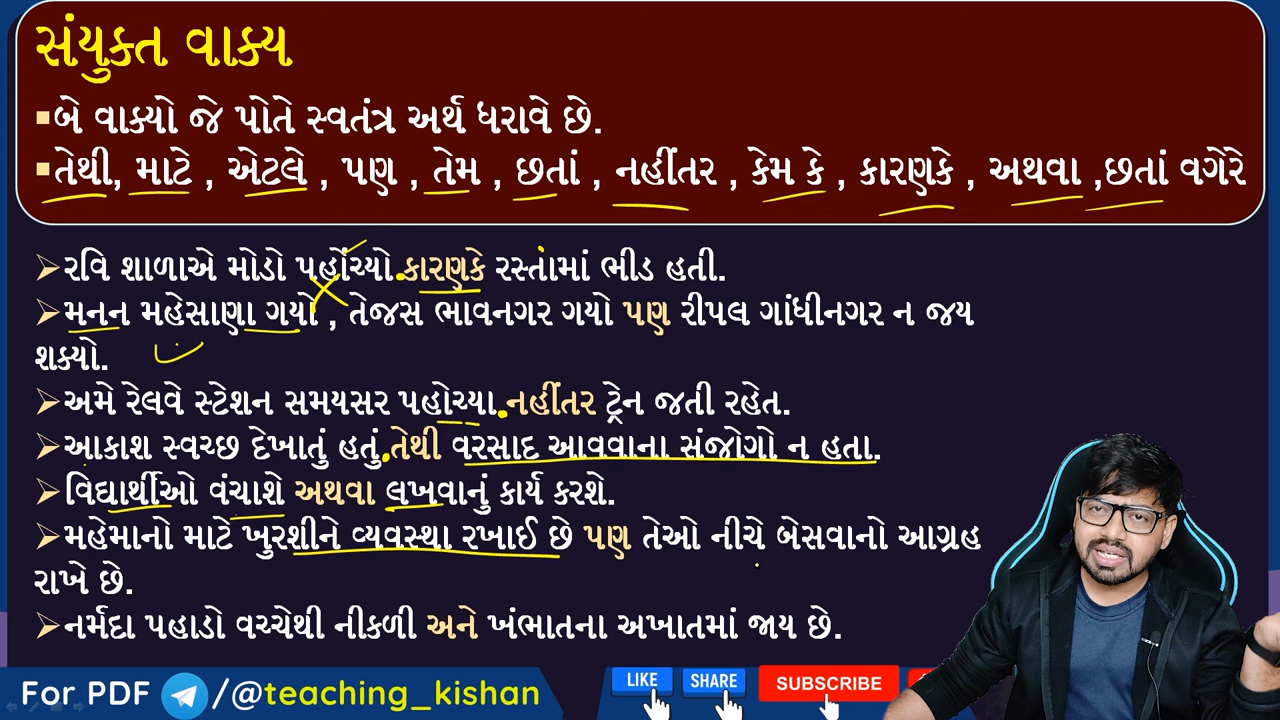 સંયુક્ત વાક્ય
▪બે વાક્યો જે પોતે સ્વતંત્ર અર્થ ધરાવે છે.
▪તેથી, માટે , એટલે , પણ , તેમ , છતાં , નહીંતર , કેમ કે , કારણકે , અથવા ,છતાં વગેરે
➢રવિ શાળાએ મોડો પહોંચ્યો.કારણકે રસ્તામાં ભીડ હતી.
➢મનન મહેસાણા ગયો , તેજસ ભાવનગર ગયો પણ રીપલ ગાંધીનગર ન જય
શક્યો.
➢અમે રેલવે સ્ટેશન સમયસર પહોચ્યા.નહીંતર ટ્રેન જતી રહેત.
➢આકાશ સ્વચ્છ દેખાતું હતું.તેથી વરસાદ આવવાના સંજોગો ન હતા.
➢વિદ્યાર્થીઓ વંચાશે અથવા લખવાનું કાર્ય કરશે.
➢મહેમાનો માટે ખુરશીને વ્યવસ્થા રખાઈ છે પણ તેઓ નીચે બેસવાનો આગ્રહ
રાખે છે.
➢નર્મદા પહાડો વચ્ચેથી નીકળી અને ખંભાતના અખાતમાં જાય છે.
For PDF /@teaching_kishan
LIKE SHARE SUBSCRIBE